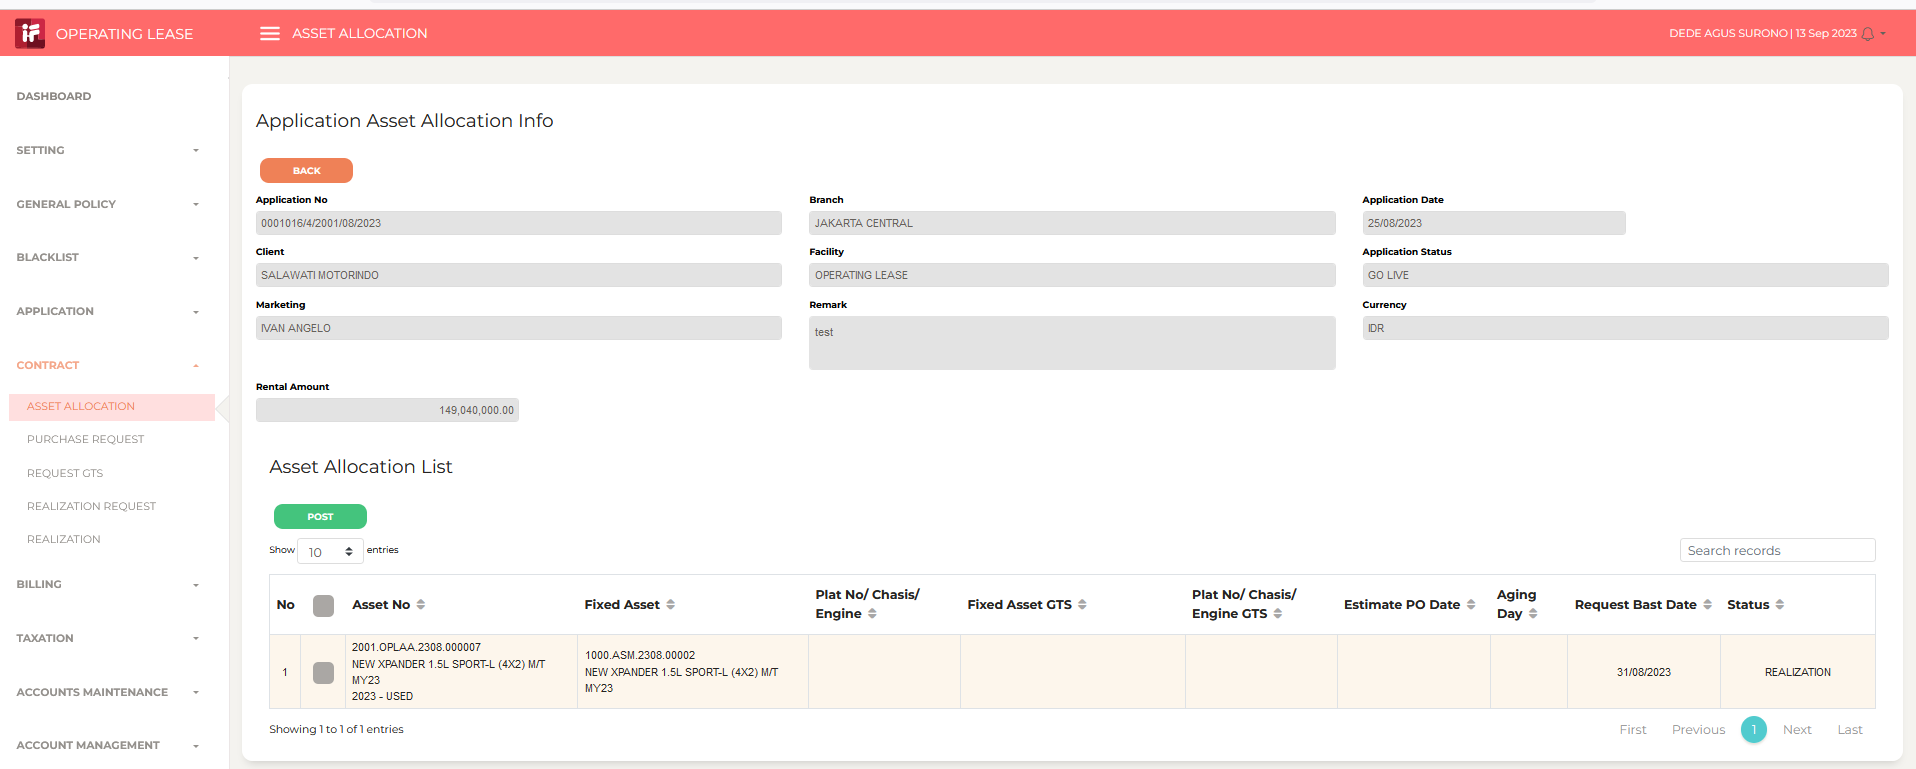 iF OPERATING LEASE
ASSET ALLOCATION
DEDE AGUS SURONO | 13 Sep 2023
DASHBOARD
SETTING
GENERAL POLICY
BLACKLIST
APPLICATION
CONTRACT
ASSET ALLOCATION
PURCHASE REQUEST
REQUEST GTS
REALIZATION REQUEST
REALIZATION
BILLING
TAXATION
ACCOUNTS MAINTENANCE
ACCOUNT MANAGEMENT
Application Asset Allocation Info
BACK
Application No
0001016/4/2001/08/2023
Branch
JAKARTA CENTRAL
Application Date
25/08/2023
Client
SALAWATI MOTORINDO
Facility
OPERATING LEASE
Application Status
GO LIVE
Marketing
IVAN ANGELO
Remark
test
Currency
IDR
Rental Amount
149,040,000.00
Asset Allocation List
POST
Show 10 entries
Search records
No
Asset No
Fixed Asset
Plat No/ Chasis/
Engine
Fixed Asset GTS
Plat No/ Chasis/
Engine GTS
Estimate PO Date
Aging
Day
Request Bast Date
Status
1
2001.OPLAA.2308.000007
NEW XPANDER 1.5L SPORT-L (4X2) M/T
MY23
2023 - USED
1000.ASM.2308.00002
NEW XPANDER 1.5L SPORT-L (4X2) M/T
MY23
31/08/2023
REALIZATION
Showing 1 to 1 of 1 entries
First Previous 1 Next Last